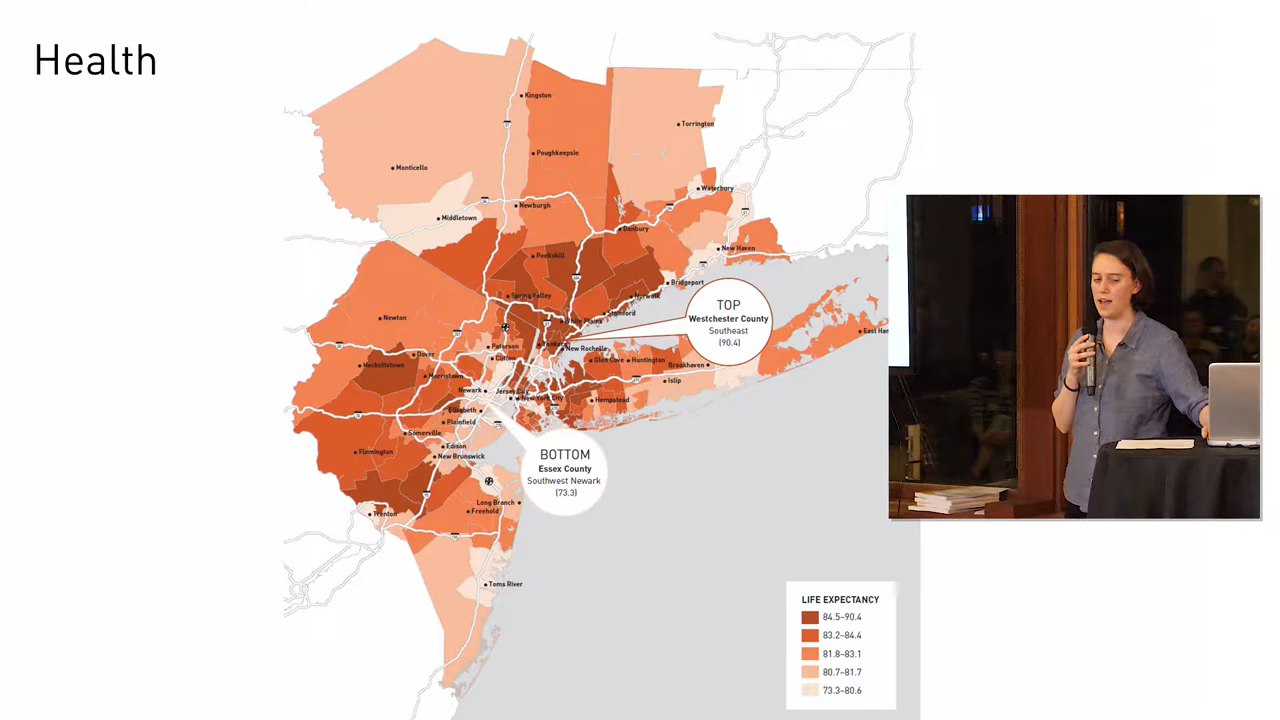 Health
Kingston
Torrington
Poughkeepsie
Monticello
Waterbury
Middletown
Newburgh
Danbury
New Haven
Peekskill
Bridgeport
Spring Valley
Norwalk
TOP
Westchester County
Southeast
(90.4)
Newton
Stamford
White Plains
East Ham
Yonkers
New Rochelle
Paterson
Clifton
Dover
Glen Cove
Huntington
Brookhaven
Hackettstown
Morristown
Islip
Newark
Jersey City
New York City
Hempstead
Elizabeth
Plainfield
Somerville
Edison
Flemington
New Brunswick
BOTTOM
Essex County
Southwest Newark
(73.3)
Long Branch
Freehold
Trenton
Toms River
LIFE EXPECTANCY
84.5–90.4
83.2–84.4
81.8–83.1
80.7–81.7
73.3–80.6